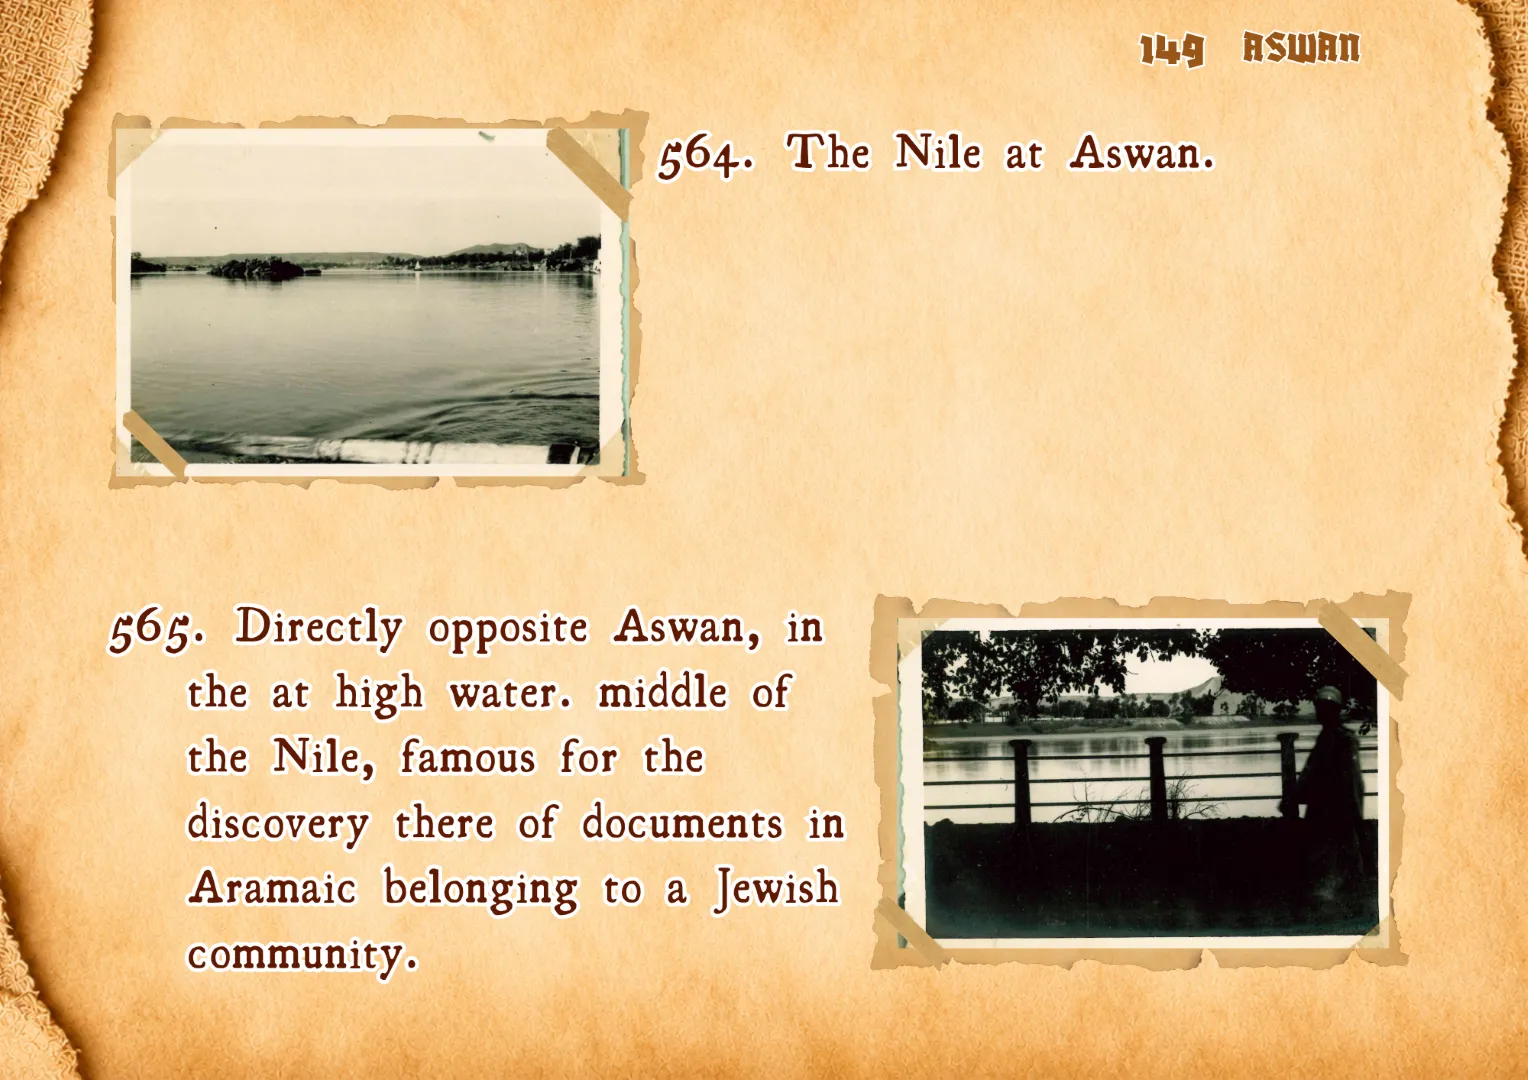 149 ASWAN
564. The Nile at Aswan.
565. Directly opposite Aswan, in
the at high water. middle of
the Nile, famous for the
discovery there of documents in
Aramaic belonging to a Jewish
community.